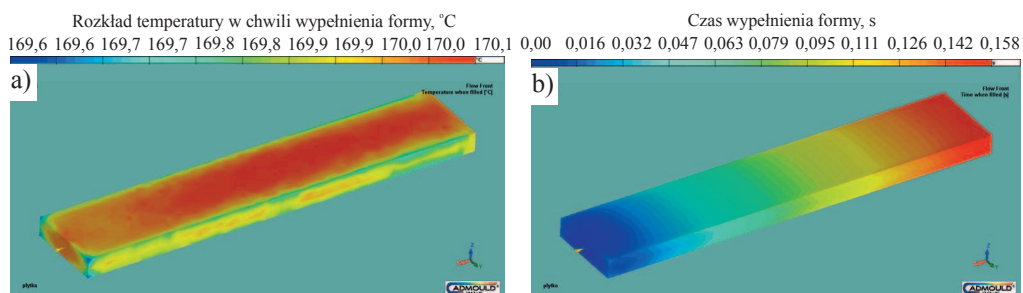 Rozkład temperatury w chwili wypełnienia formy, °C
169,6 169,6 169,7 169,7 169,8 169,8 169,9 169,9 170,0 170,0 170,1
°C
a)
Flow Front
Temperature when filled [°C]
Z
Y
plytka
CADMOULD
Czas wypełnienia formy, s
0,00 0,016 0,032 0,047 0,063 0,079 0,095 0,111 0,126 0,142 0,158
s
b)
Flow Front
Time when filled [s]
Z
Y
plytka
CADMOULD